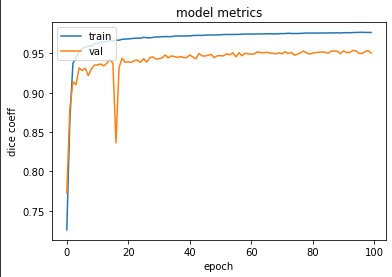 model metrics
train
val
0.95
0.90
0.85
0.80
0.75
dice coeff
0 20 40 60 80 100
epoch